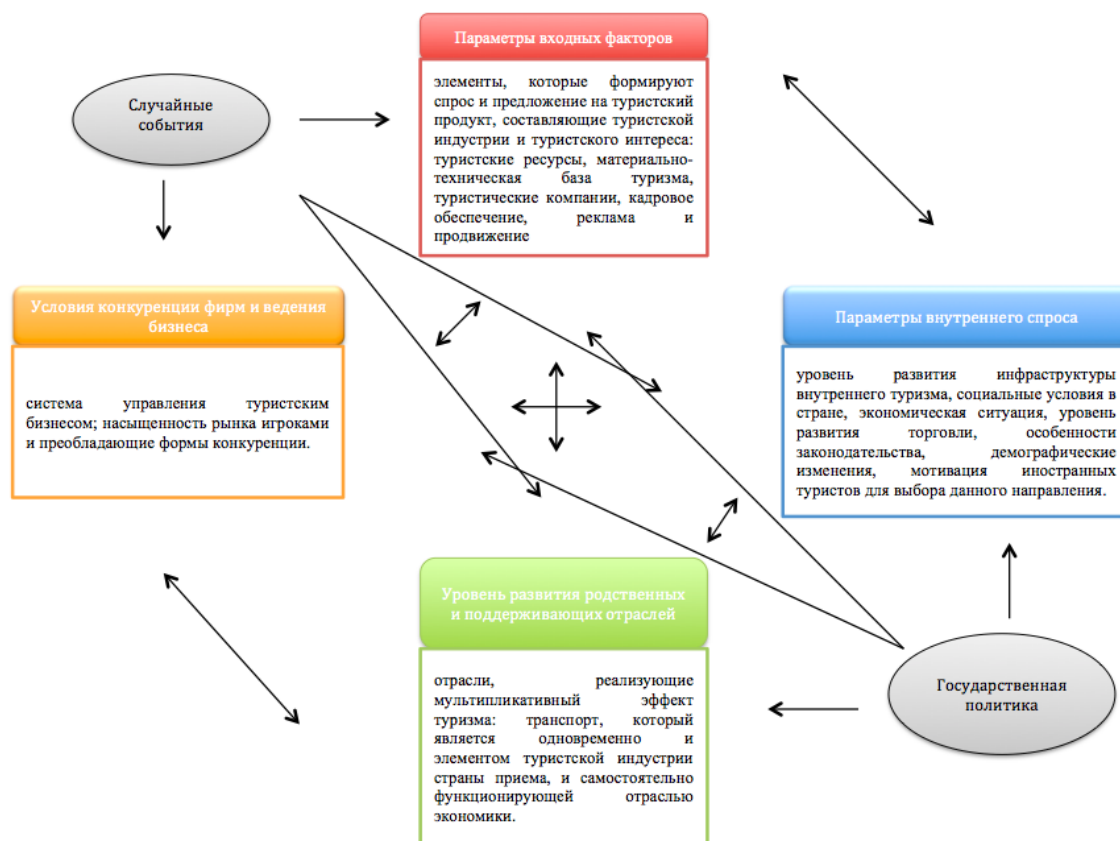 Параметры входных факторов
элементы, которые формируют
спрос и предложение на туристский
продукт, составляющие туристской
индустрии и туристского интереса:
туристские ресурсы, материально-
техническая база туризма,
туристические компании, кадровое
обеспечение, реклама и
продвижение
Случайные
события
Условия конкуренции фирм и ведения
бизнеса
система управления туристским
бизнесом; насыщенность рынка игроками
и преобладающие формы конкуренции.
Параметры внутреннего спроса
уровень развития инфраструктуры
внутреннего туризма, социальные условия в
стране, экономическая ситуация, уровень
развития торговли, особенности
законодательства, демографические
изменения, мотивация иностранных
туристов для выбора данного направления.
Уровень развития родственных
и поддерживающих отраслей
отрасли, реализующие
мультипликативный эффект
туризма: транспорт, который
является одновременно и
элементом туристской индустрии
страны приема, и самостоятельно
функционирующей отраслью
экономики.
Государственная
политика